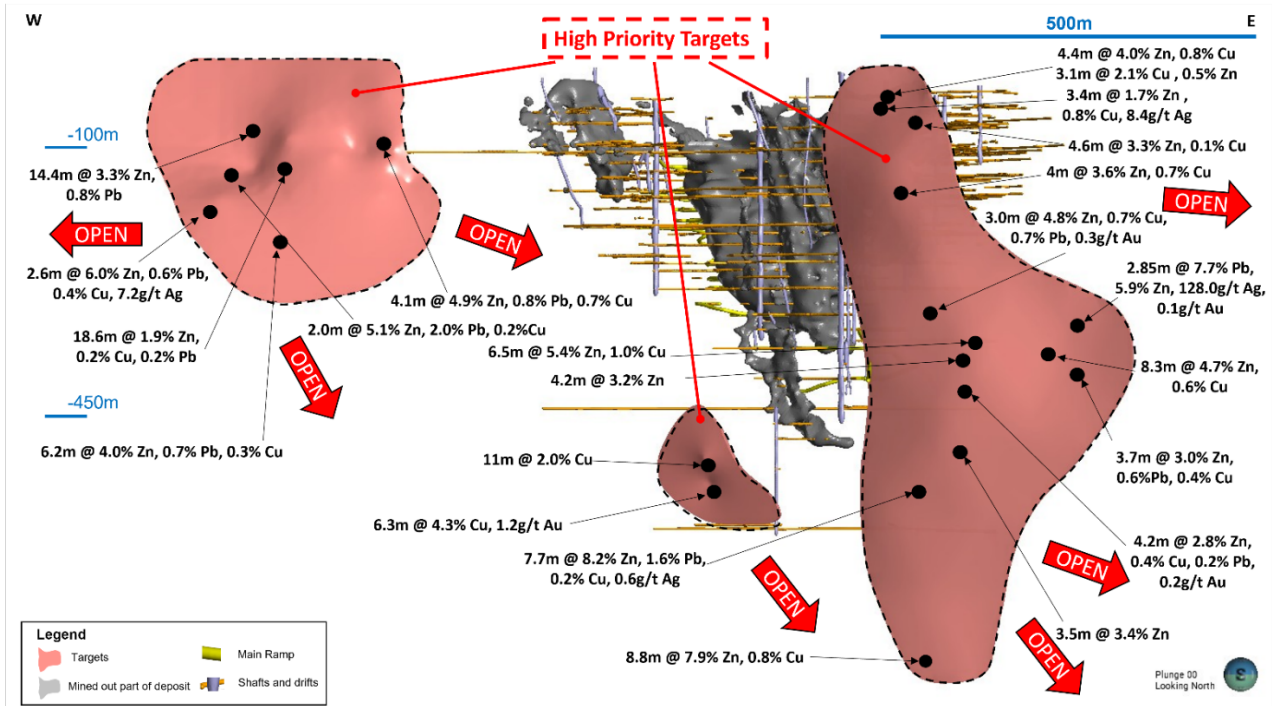 W
E
500m
High Priority Targets
4.4m @ 4.0% Zn, 0.8% Cu
3.1m @ 2.1% Cu , 0.5% Zn
3.4m @ 1.7% Zn ,
0.8% Cu, 8.4g/t Ag
4.6m @ 3.3% Zn, 0.1% Cu
4m @ 3.6% Zn, 0.7% Cu
-100m
14.4m @ 3.3% Zn,
0.8% Pb
OPEN
OPEN
OPEN
3.0m @ 4.8% Zn, 0.7% Cu,
0.7% Pb, 0.3g/t Au
2.6m @ 6.0% Zn, 0.6% Pb,
0.4% Cu, 7.2g/t Ag
2.85m @ 7.7% Pb,
5.9% Zn, 128.0g/t Ag,
0.1g/t Au
4.1m @ 4.9% Zn, 0.8% Pb, 0.7% Cu
2.0m @ 5.1% Zn, 2.0% Pb, 0.2%Cu
18.6m @ 1.9% Zn,
0.2% Cu, 0.2% Pb
6.5m @ 5.4% Zn, 1.0% Cu
4.2m @ 3.2% Zn
8.3m @ 4.7% Zn,
0.6% Cu
OPEN
-450m
6.2m @ 4.0% Zn, 0.7% Pb, 0.3% Cu
11m @ 2.0% Cu
3.7m @ 3.0% Zn,
0.6%Pb, 0.4% Cu
6.3m @ 4.3% Cu, 1.2g/t Au
7.7m @ 8.2% Zn, 1.6% Pb,
0.2% Cu, 0.6g/t Ag
4.2m @ 2.8% Zn,
0.4% Cu, 0.2% Pb,
0.2g/t Au
OPEN
OPEN
3.5m @ 3.4% Zn
OPEN
8.8m @ 7.9% Zn, 0.8% Cu
Legend
Targets
Main Ramp
Mined out part of deposit
Shafts and drifts
Plunge 00
Looking North